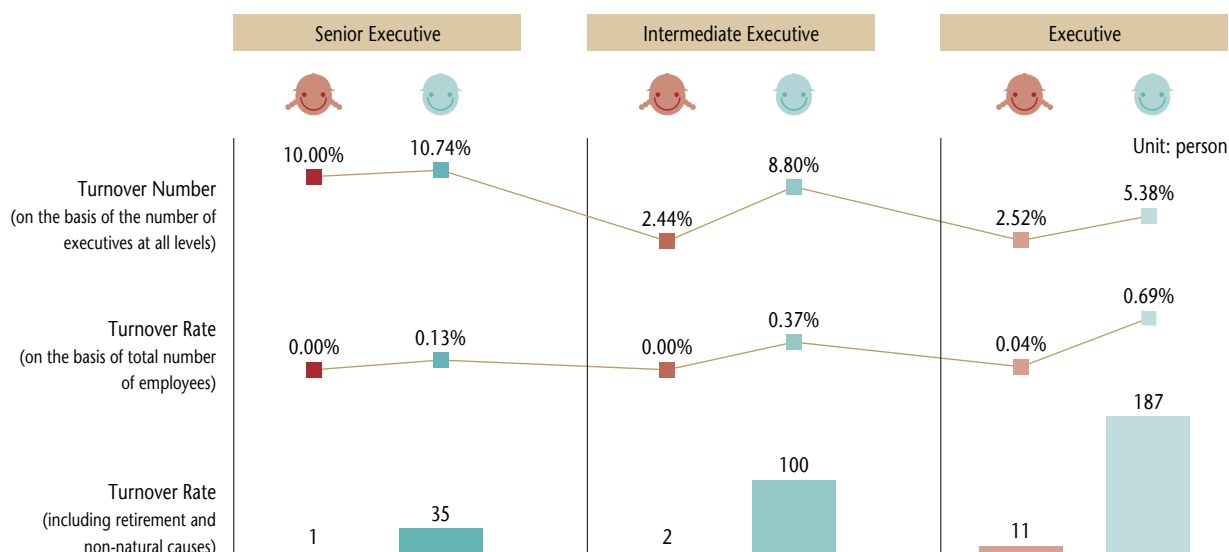 Senior Executive
Intermediate Executive
Executive
Unit: person
Turnover Number
(on the basis of the number of
executives at all levels)
10.00%
10.74%
2.44%
8.80%
2.52%
5.38%
Turnover Rate
(on the basis of total number
of employees)
0.00%
0.13%
0.00%
0.37%
0.04%
0.69%
Turnover Rate
(including retirement and
non-natural causes)
1
35
2
100
11
187